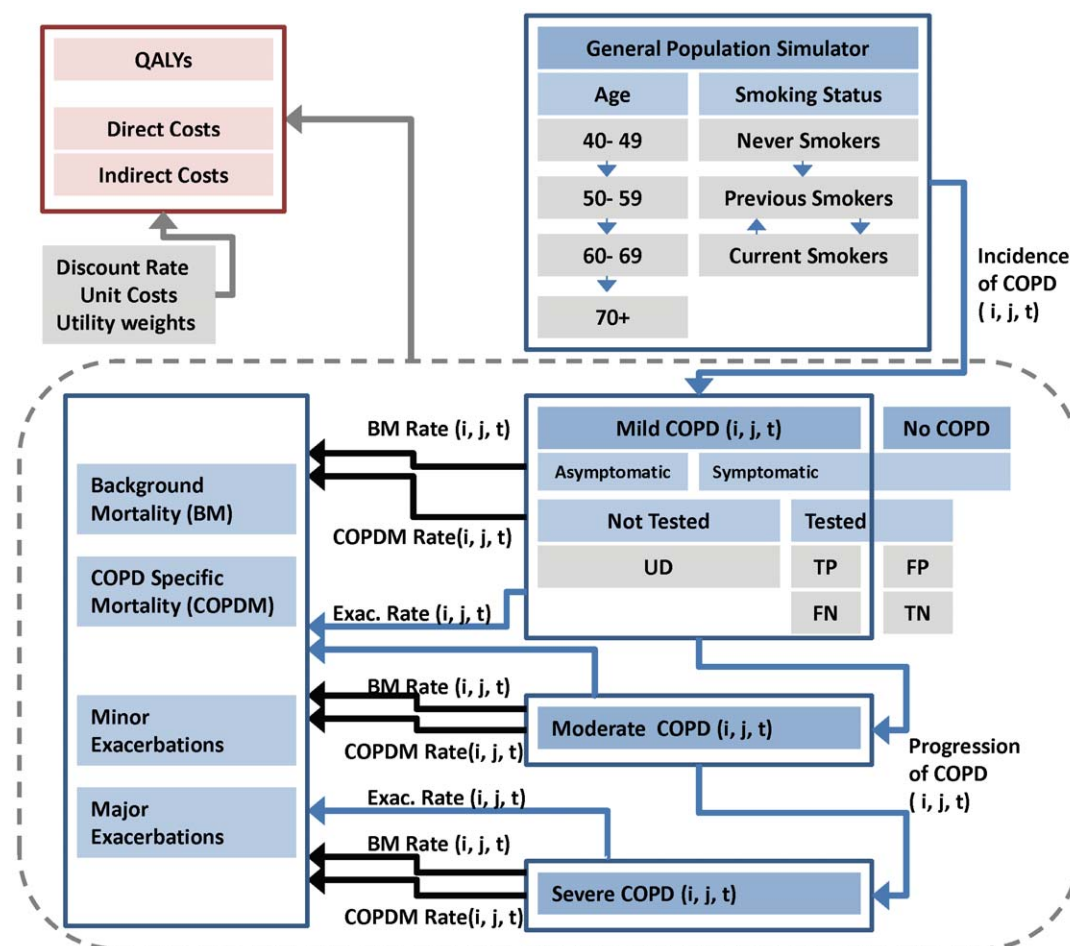 QALYs
Direct Costs
Indirect Costs
Discount Rate
Unit Costs
Utility weights
General Population Simulator
Age
Smoking Status
40- 49
Never Smokers
50- 59
Previous Smokers
60- 69
Current Smokers
70+
Incidence
of COPD
( i, j, t)
Background
Mortality (BM)
COPD Specific
Mortality (COPDM)
Minor
Exacerbations
Major
Exacerbations
BM Rate (i, j, t)
COPDM Rate(i, j, t)
Exac. Rate (i, j, t)
BM Rate (i, j, t)
COPDM Rate(i, j, t)
Exac. Rate (i, j, t)
BM Rate (i, j, t)
COPDM Rate(i, j, t)
Mild COPD (i, j, t)
No COPD
Asymptomatic
Symptomatic
Not Tested
Tested
UD
TP
FP
FN
TN
Moderate COPD (i, j, t)
Progression
of COPD
( i, j, t)
Severe COPD (i, j, t)